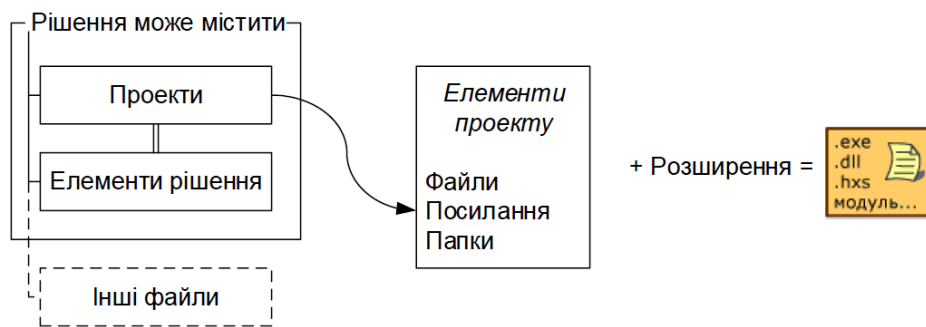 Рішення може містити
Проекти
Елементи рішення
Інші файли
Елементи
проекту
Файли
Посилання
Папки
+ Розширення =
.exe
.dll
.hxs
модуль...